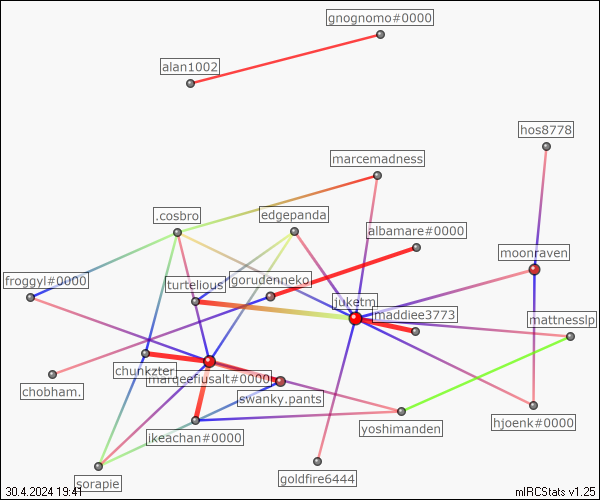 gnognomo#0000
alan1002
hos8778
marcemadness
.cosbro
edgepanda
albamare#0000
moonraven
froggyl#0000
turtelious
gorudenneko
juketm
maddiee3773
mattnesslp
chunkzter
marceefiusalt#0000
chobham.
swanky.pants
yoshimanden
hjoenk#0000
ikeachan#0000
sorapie
goldfire6444
30.4.2024 19:41
mIRCStats v1.25